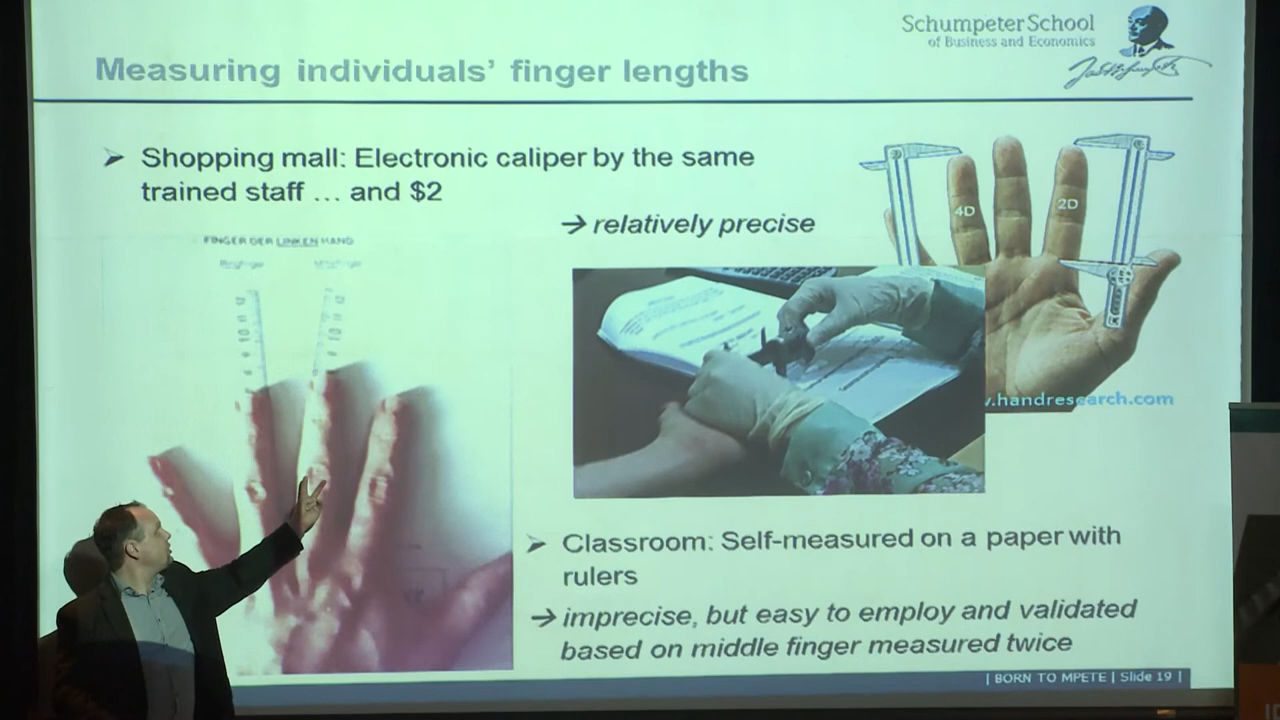 Schumpeter School
of Business and Economics
Measuring individuals' finger lengths
➢ Shopping mall: Electronic caliper by the same
trained staff … and $2
→ relatively precise
4D
2D
FINGER DER LINKEN HAND
Ringfinger
Mittelfinger
.handresearch.com
➢ Classroom: Self-measured on a paper with
rulers
→ imprecise, but easy to employ and validated
based on middle finger measured twice
| BORN TO MPETE | Slide 19 |